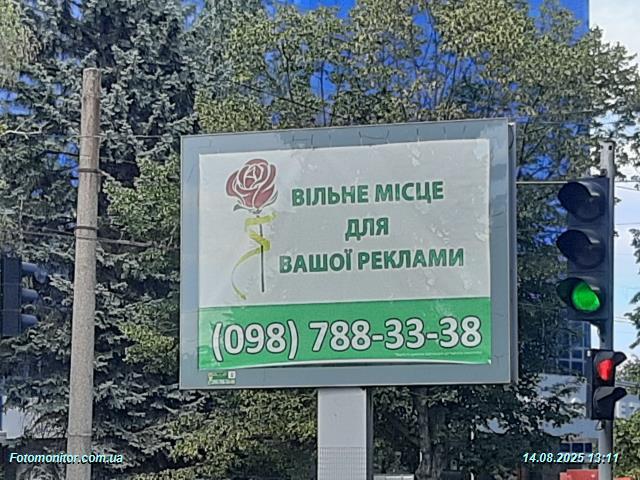 ВІЛЬНЕ МІСЦЕ
ДЛЯ
ВАШОЇ РЕКЛАМИ
(098) 788-33-38
Fotomonitor.com.ua
14.08.2025 13:11